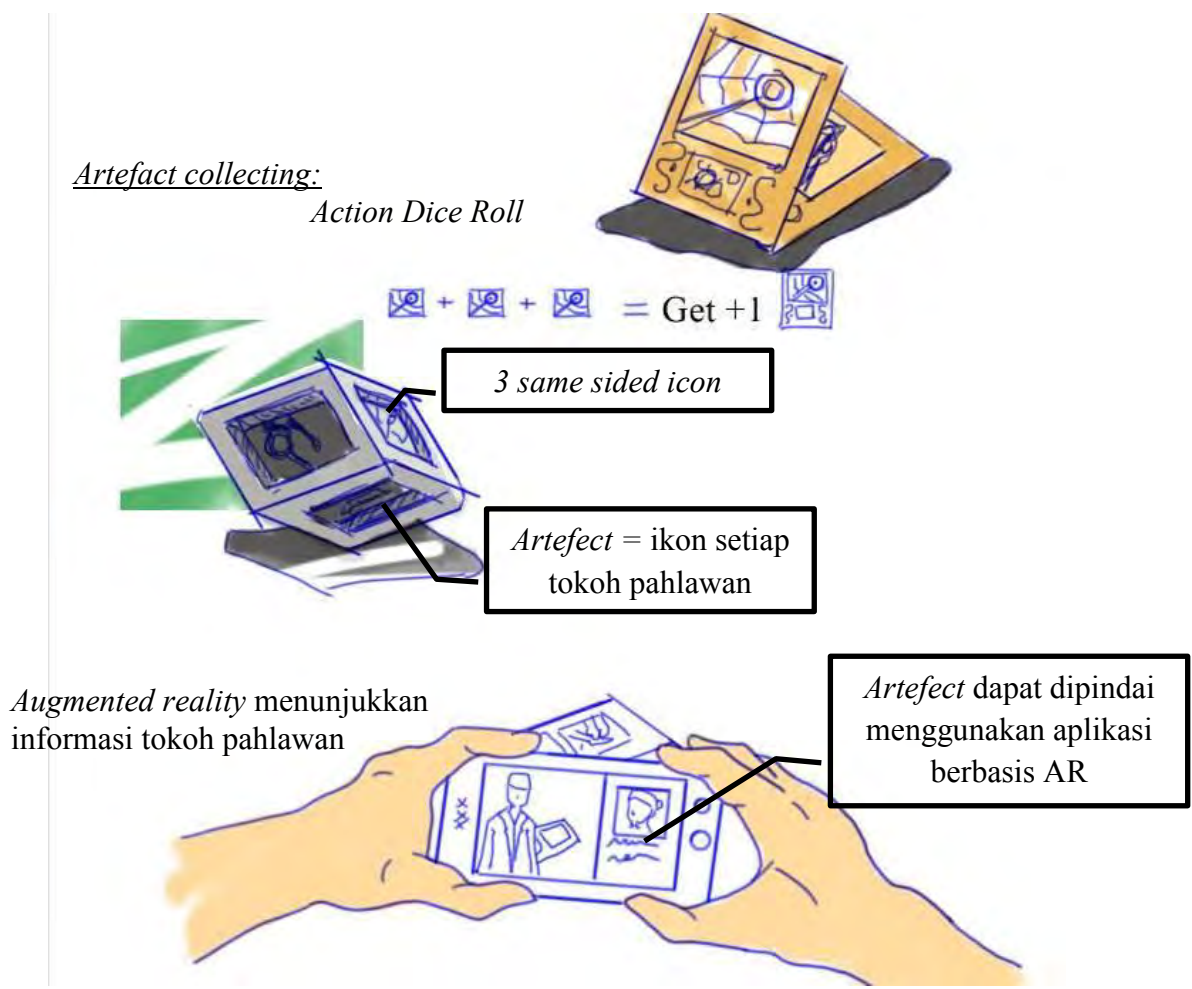 Artefact collecting:
Action Dice Roll
+ + = Get +1
3 same sided icon
Artefect = ikon setiap
tokoh pahlawan
Augmented reality menunjukkan
informasi tokoh pahlawan
Artefect dapat dipindai
menggunakan aplikasi
berbasis AR
xxx